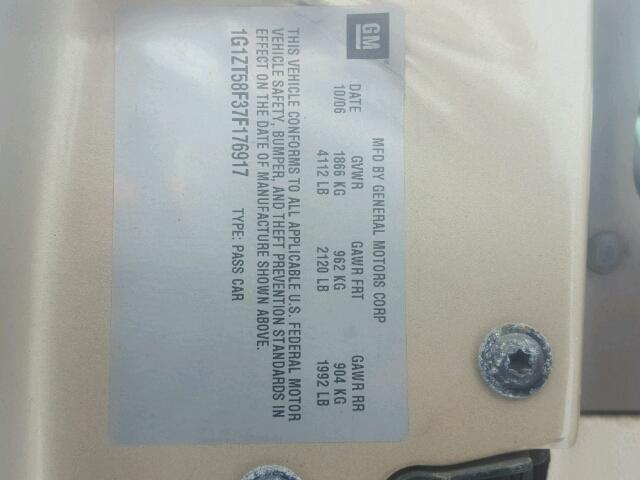 GM
MFD BY GENERAL MOTORS CORP
DATE GVWR GAWR FRT GAWR RR
10/06 1866 KG 962 KG 904 KG
4112 LB 2120 LB 1992 LB
THIS VEHICLE CONFORMS TO ALL APPLICABLE U.S. FEDERAL MOTOR
VEHICLE SAFETY, BUMPER, AND THEFT PREVENTION STANDARDS IN
EFFECT ON THE DATE OF MANUFACTURE SHOWN ABOVE.
1G1ZT58F37F176917 TYPE: PASS CAR